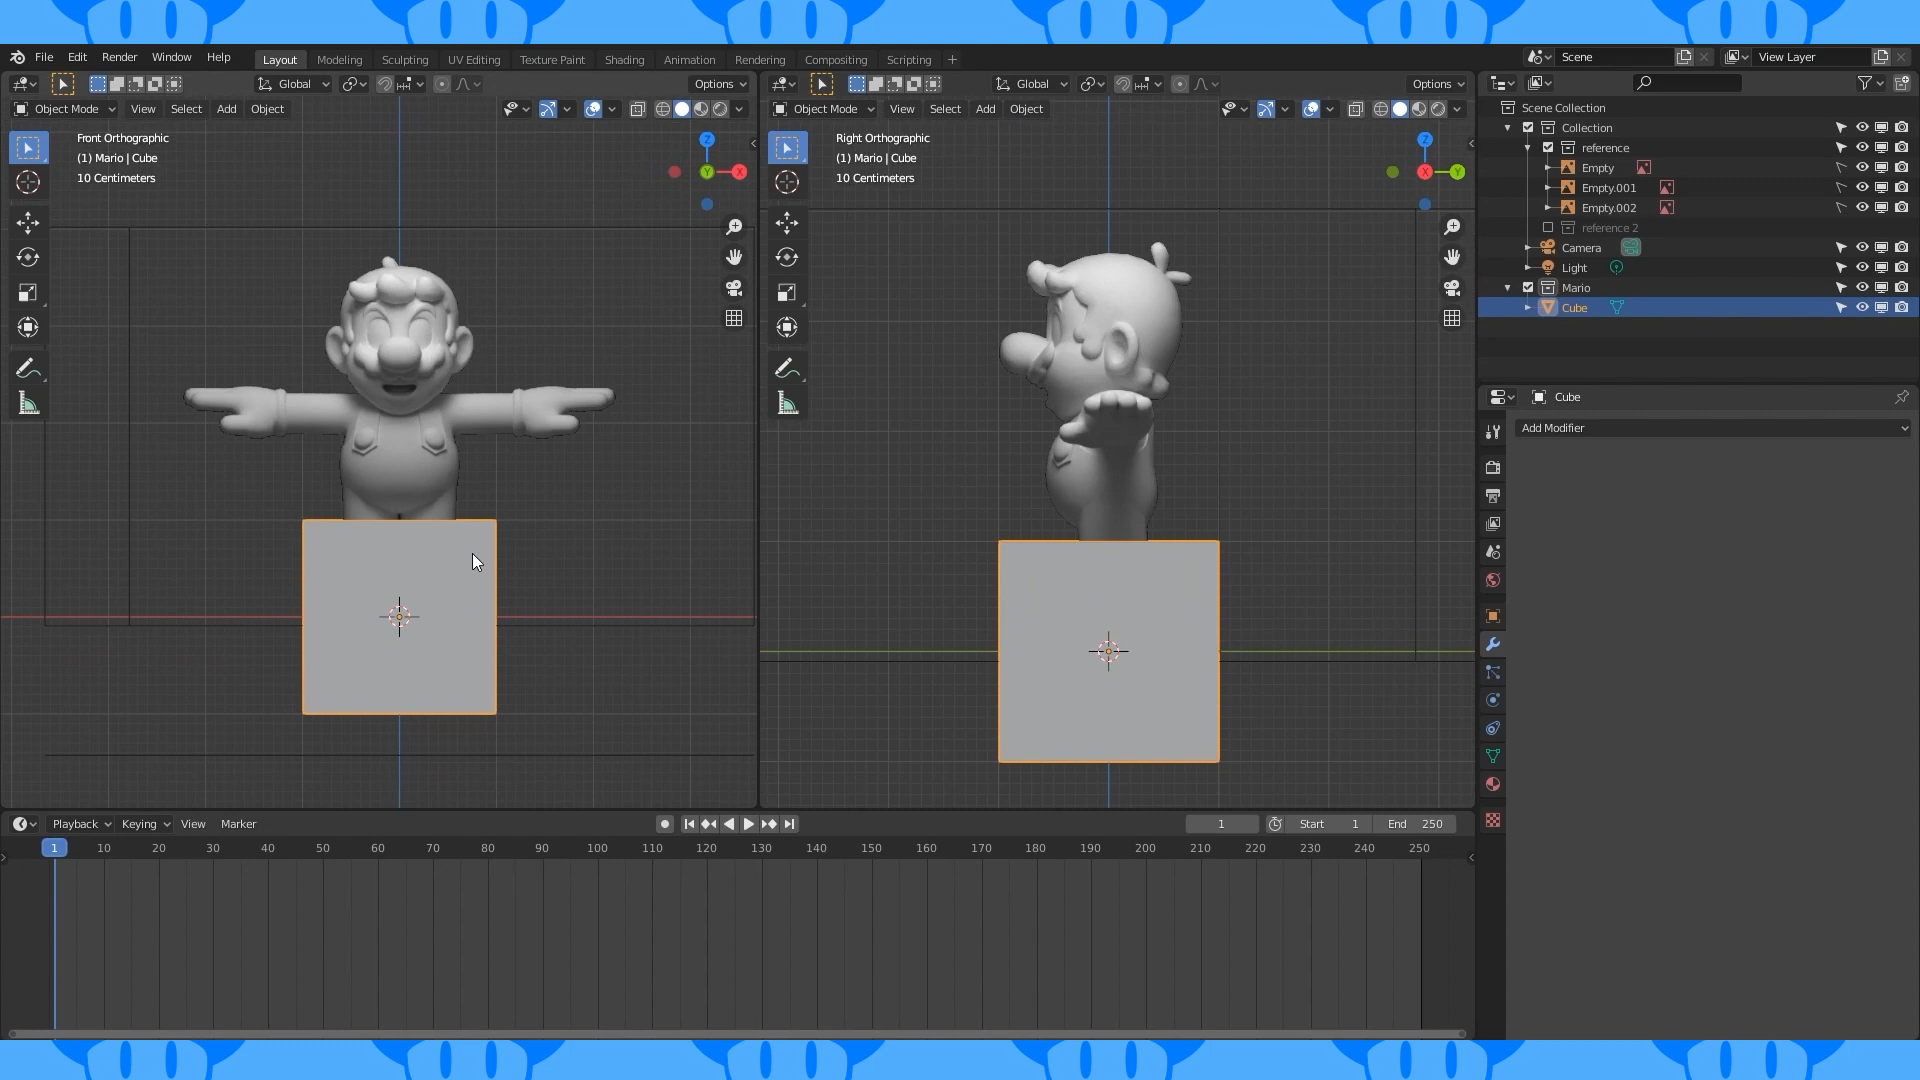 File Edit Render Window Help Layout Modeling Sculpting UV Editing Texture Paint Shading Animation Rendering Compositing Scripting + Scene View Layer
Global Options Global Options
Object Mode View Select Add Object Object Mode View Select Add Object
Front Orthographic
(1) Mario | Cube
10 Centimeters
Z
Y
X
Right Orthographic
(1) Mario | Cube
10 Centimeters
Z
X
Y
Scene Collection
Collection
reference
Empty
Empty.001
Empty.002
reference 2
Camera
Light
Mario
Cube
Cube
Add Modifier
Playback Keying View Marker 1 Start 1 End 250
1 10 20 30 40 50 60 70 80 90 100 110 120 130 140 150 160 170 180 190 200 210 220 230 240 250